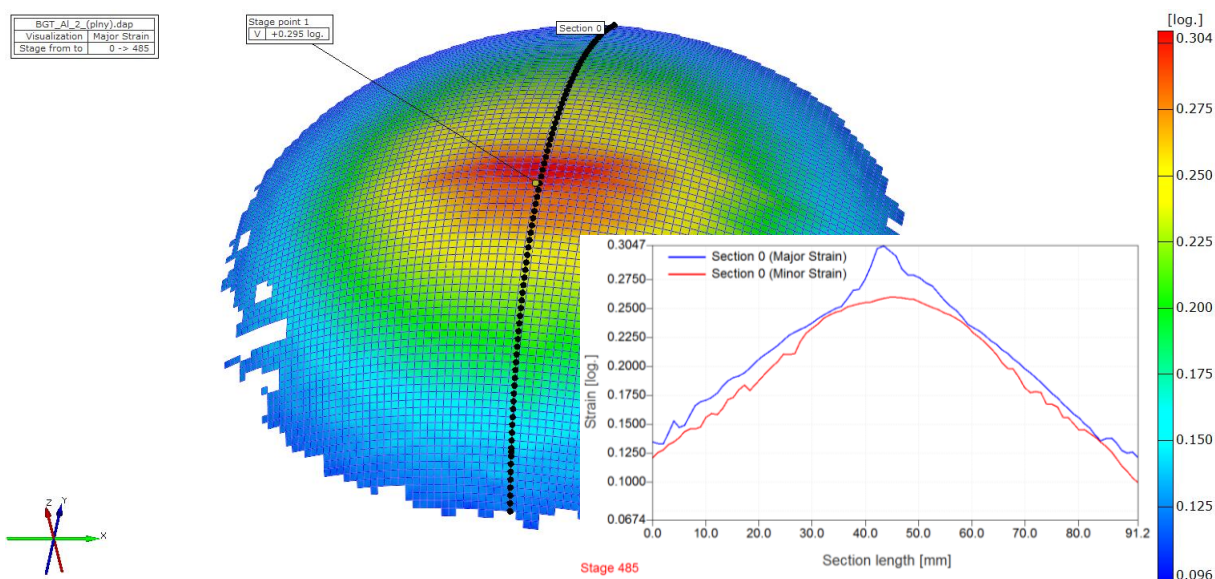 BGT_Al_2_(plny).dap
Visualization Major Strain
Stage from to 0 -> 485
Stage point 1
V +0.295 log.
Section 0
[log.]
0.304
0.275
0.250
0.225
0.200
0.175
0.150
0.125
0.096
Section 0 (Major Strain)
Section 0 (Minor Strain)
Strain [log.]
0.3047
0.2750
0.2500
0.2250
0.2000
0.1750
0.1500
0.1250
0.1000
0.0674
0.0 10.0 20.0 30.0 40.0 50.0 60.0 70.0 80.0 91.2
Section length [mm]
Z Y
X
Stage 485